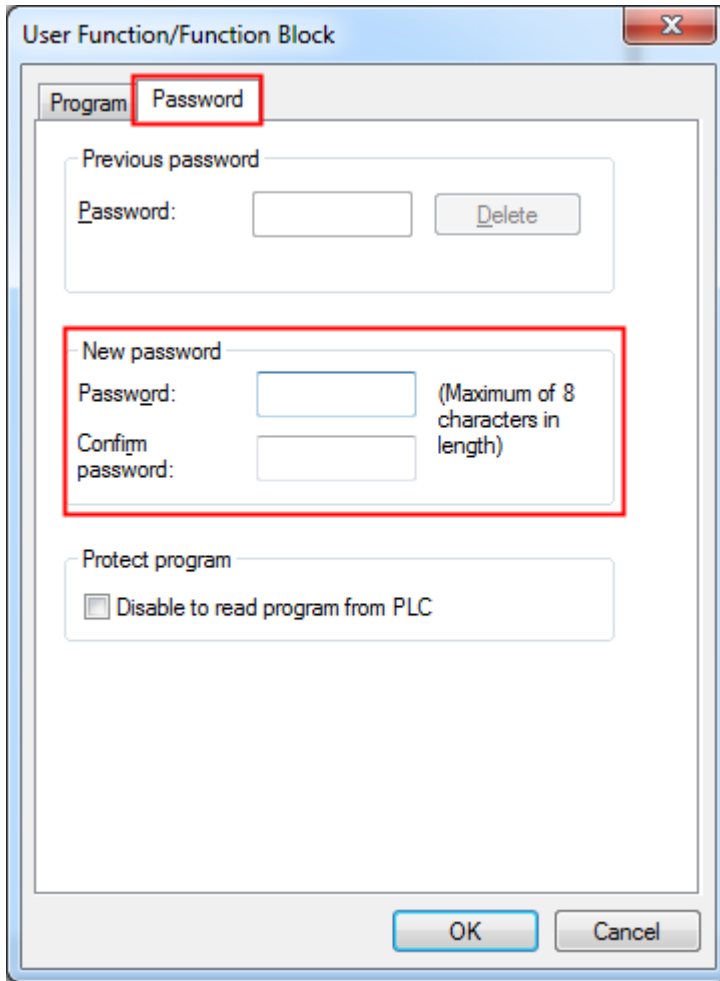 User Function/Function Block
x
Program
Password
Previous password
Password:
Delete
New password
Password:
(Maximum of 8
characters in
length)
Confirm
password:
Protect program
Disable to read program from PLC
OK
Cancel